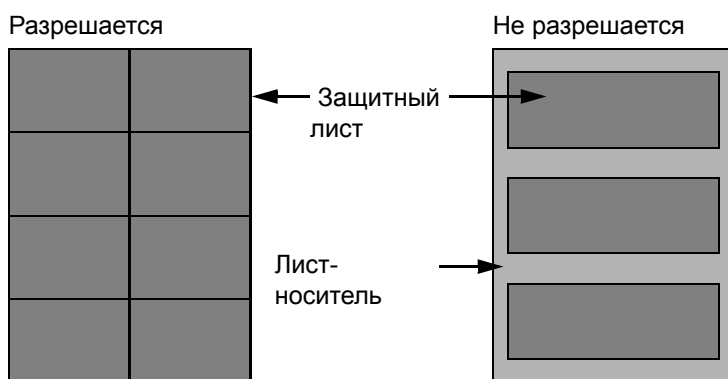 Разрешается
Не разрешается
Защитный
лист
Лист-
носитель